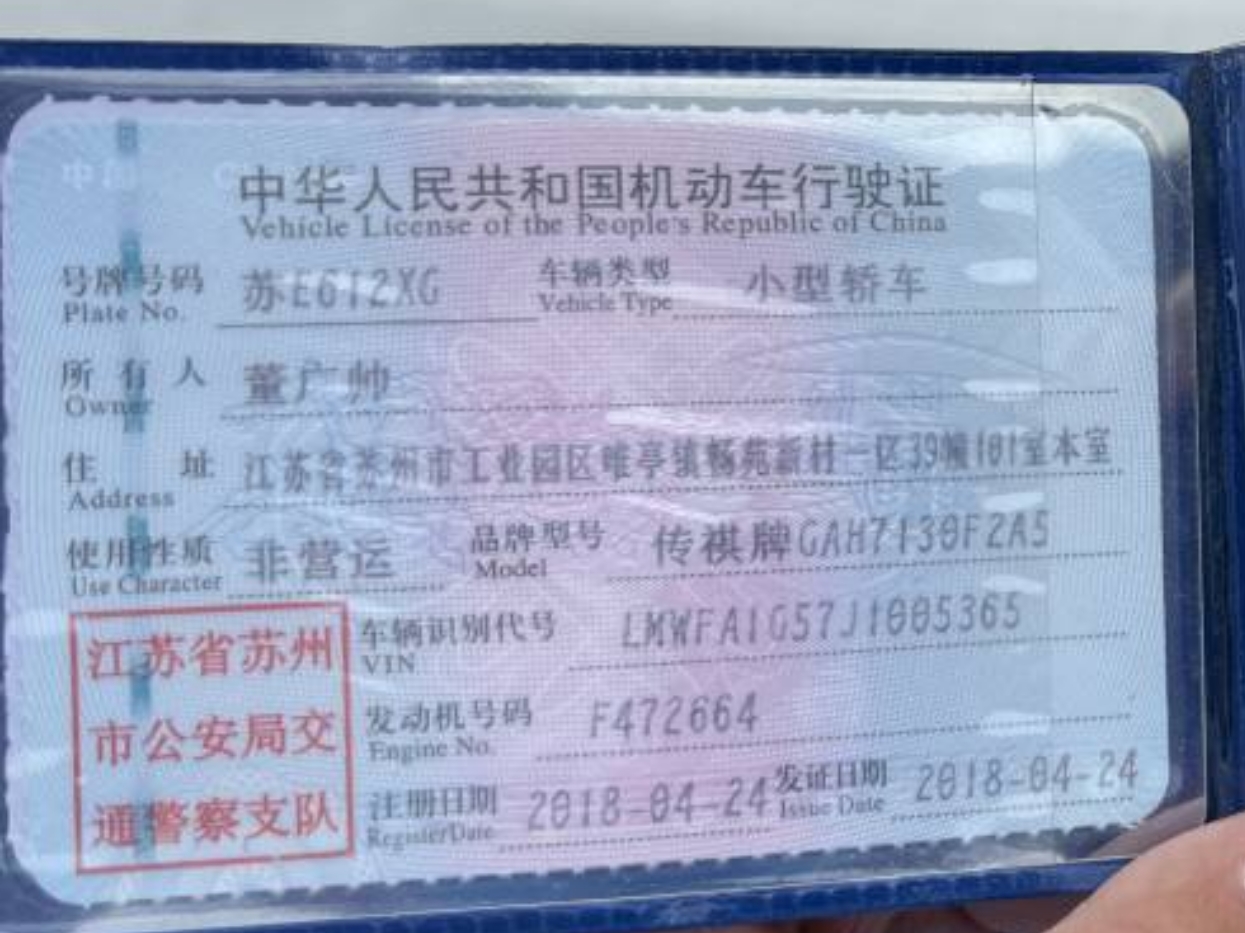 中华人民共和国机动车行驶证
Vehicle License of the People's Republic of China
号牌号码 苏E612XG 车辆类型 小型轿车
Plate No. Vehicle Type
所有人 董广帅
Owner
住址 江苏省苏州市工业园区唯亭镇畅苑新村一区39幢101室本室
Address
使用性质 非营运 品牌型号 传祺牌GAH7130F2A5
Use Character Model
江苏省苏州
市公安局交
通警察支队
车辆识别代号 LMWFA1G57J1005365
VIN
发动机号码 F472664
Engine No.
注册日期 2018-04-24 发证日期 2018-04-24
Register Date Issue Date